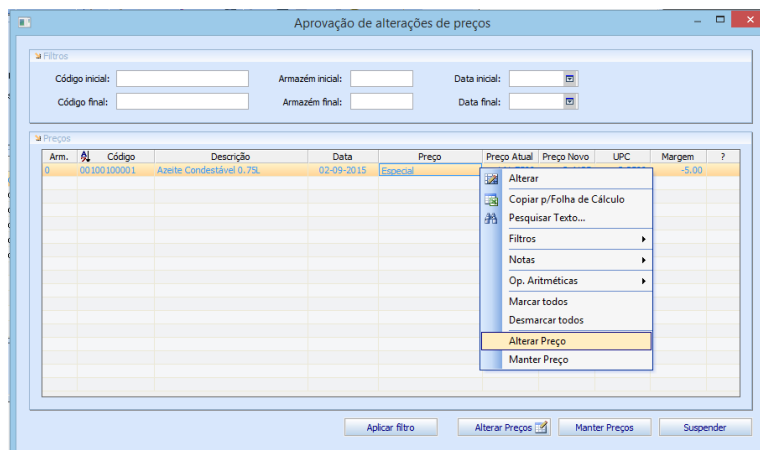 Aprovação de alterações de preços
Filtros
Código inicial: Armazém inicial: Data inicial:
Código final: Armazém final: Data final:
Preços
Arm. Código Descrição Data Preço Preço Atual Preço Novo UPC Margem ?
0 00100100001 Azeite Condestável 0.75L 02-09-2015 Especial -5.00
Alterar
Copiar p/Folha de Cálculo
Pesquisar Texto...
Filtros
Notas
Op. Aritméticas
Marcar todos
Desmarcar todos
Alterar Preço
Manter Preço
Aplicar filtro Alterar Preços Manter Preços Suspender